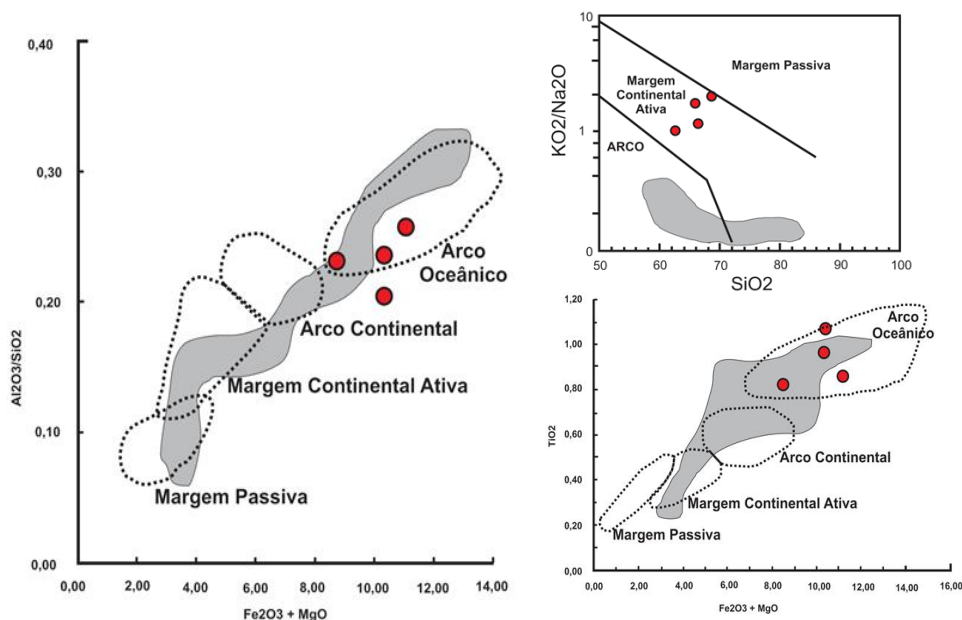 0,40
0,30
0,20
0,10
0,00
Al2O3/SiO2
0,00 2,00 4,00 6,00 8,00 10,00 12,00 14,00
Fe2O3 + MgO
Arco
Oceânico
Arco Continental
Margem Continental Ativa
Margem Passiva
10
2
1
0
KO2/Na2O
50 60 70 80 90 100
SiO2
Margem Passiva
Margem
Continental
Ativa
ARCO
1,20
1,00
0,80
0,60
0,40
0,20
0,00
TiO2
0,00 2,00 4,00 6,00 8,00 10,00 12,00 14,00 16,00
Fe2O3 + MgO
Arco
Oceânico
Arco Continental
Margem Continental Ativa
Margem Passiva